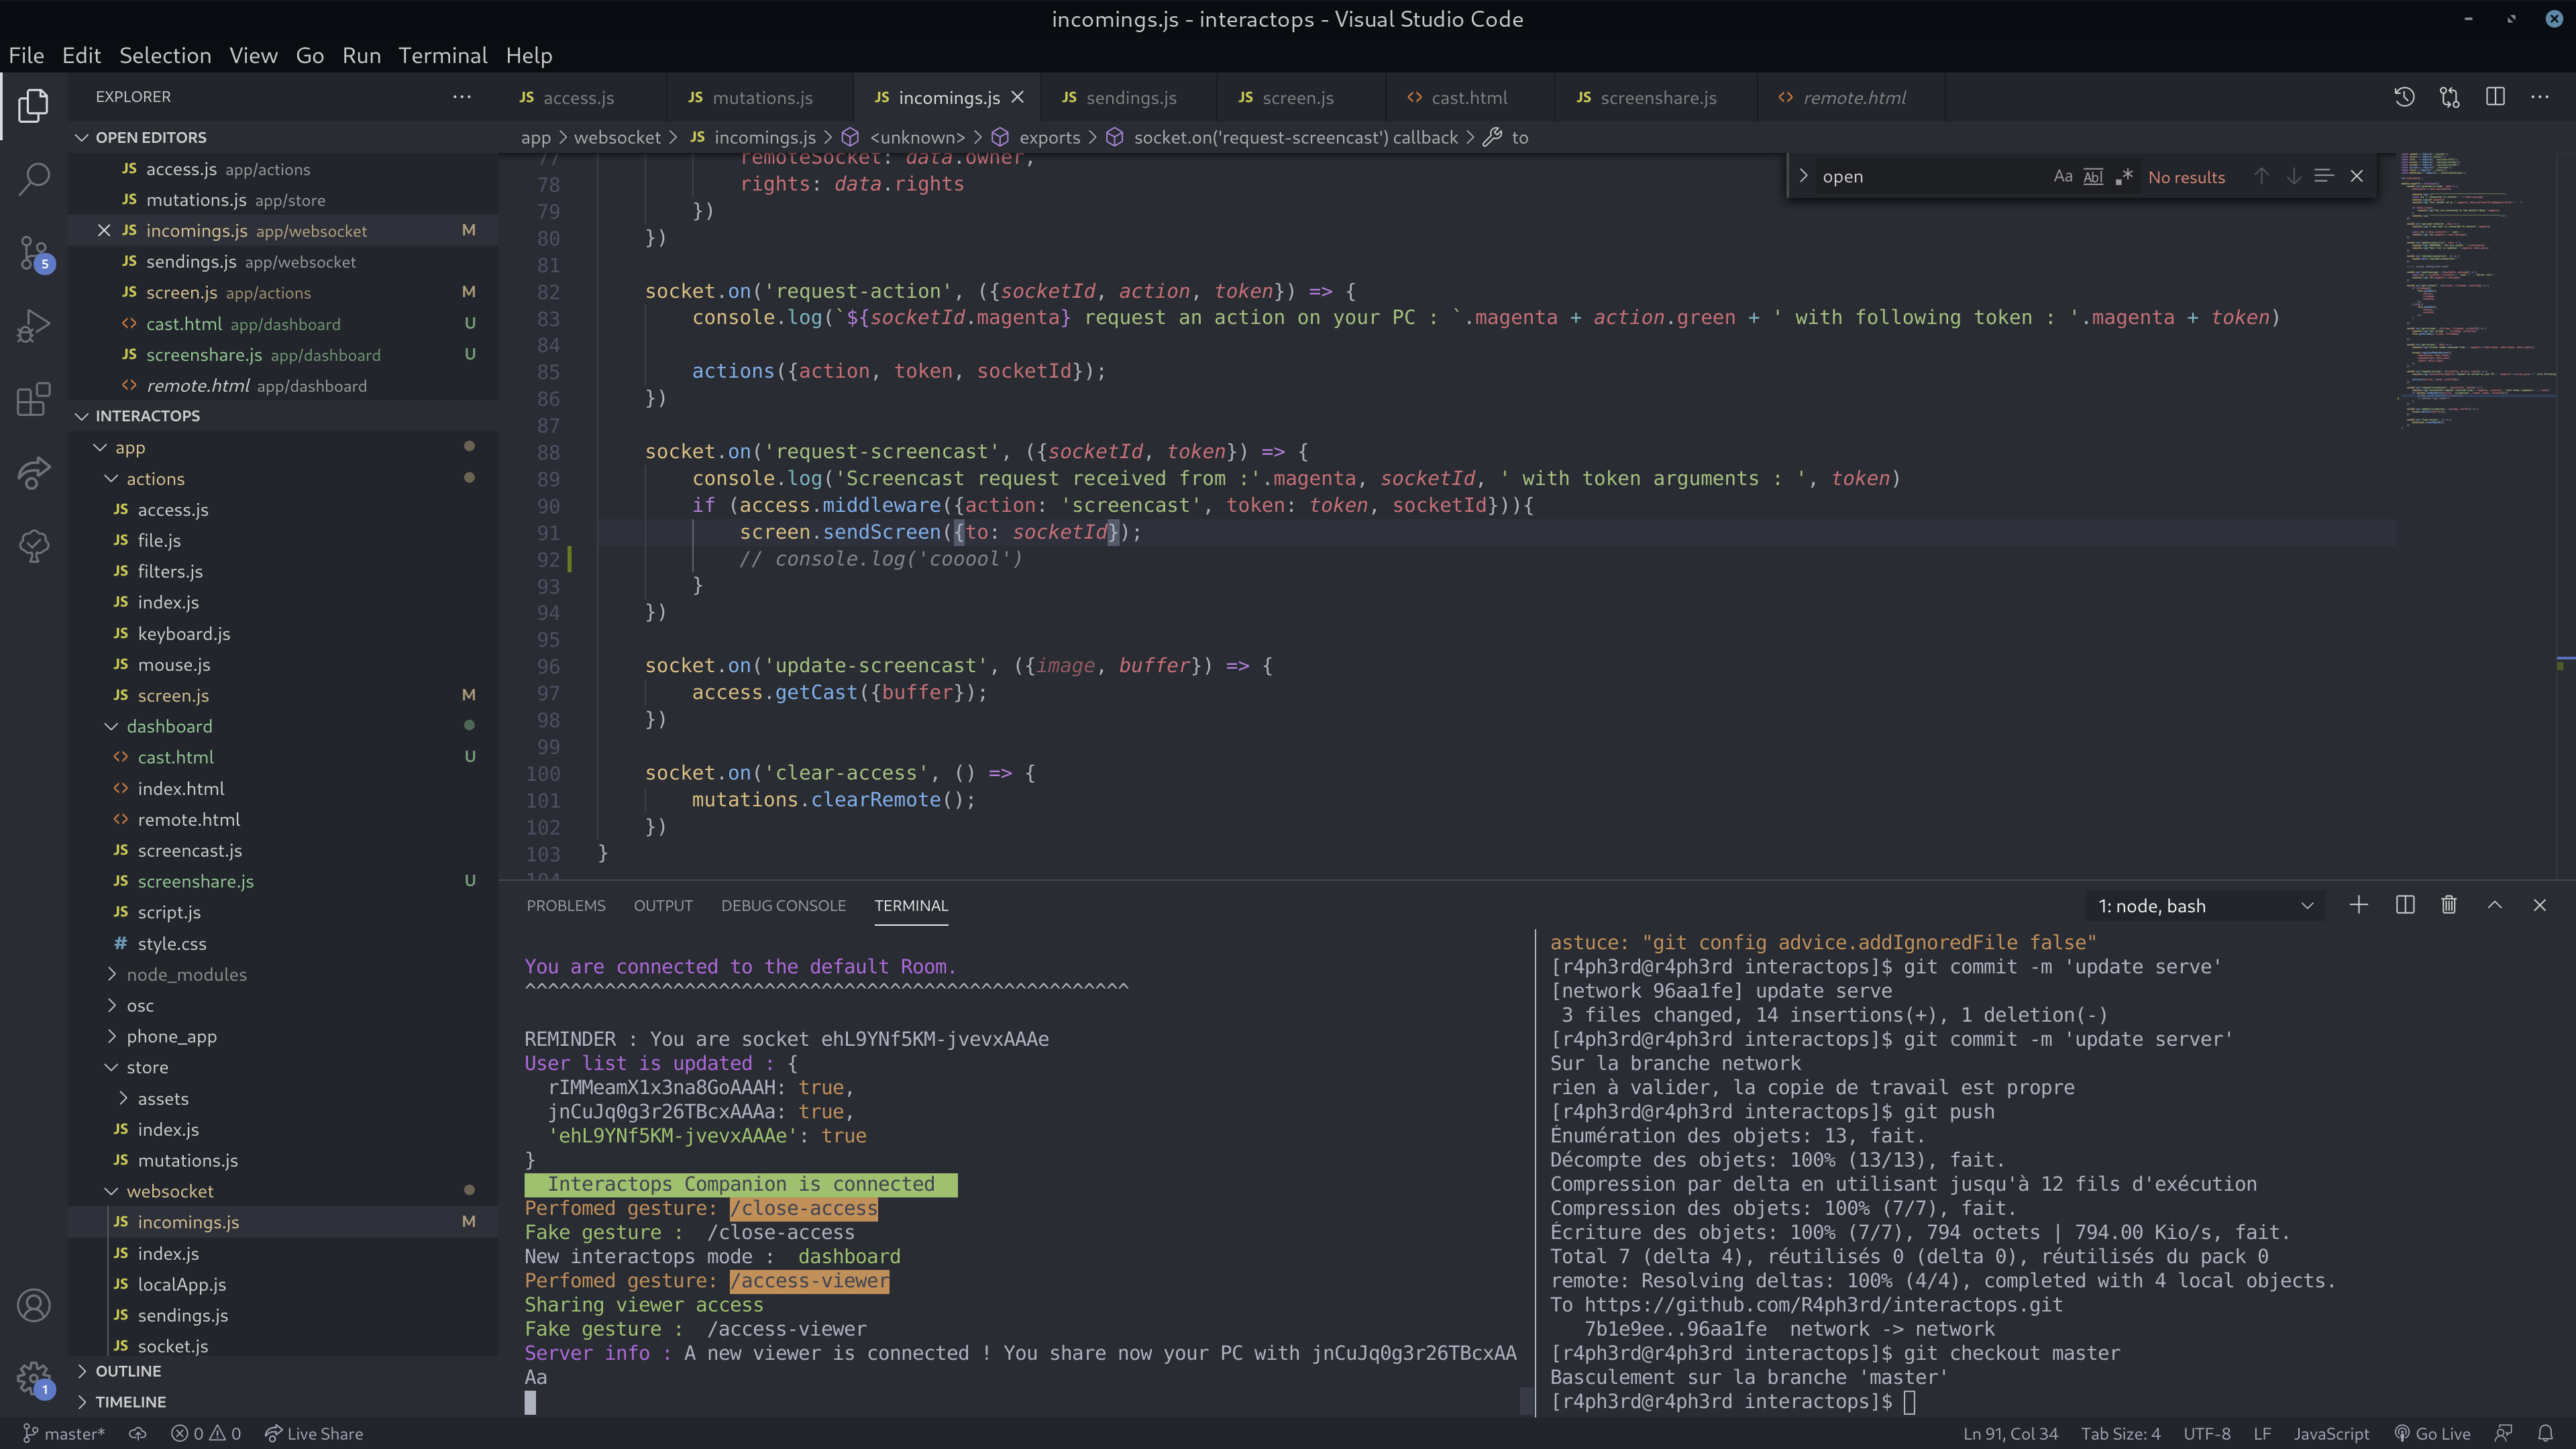 incomings.js - interactops - Visual Studio Code
File Edit Selection View Go Run Terminal Help
EXPLORER
OPEN EDITORS
JS access.js app/actions
JS mutations.js app/store
JS incomings.js app/websocket M
JS sendings.js app/websocket
JS screen.js app/actions M
<> cast.html app/dashboard U
JS screenshare.js app/dashboard U
<> remote.html app/dashboard
INTERACTOPS
app
actions
JS access.js
JS file.js
JS filters.js
JS index.js
JS keyboard.js
JS mouse.js
JS screen.js M
dashboard
<> cast.html U
<> index.html
<> remote.html
JS screencast.js
JS screenshare.js U
JS script.js
# style.css
node_modules
osc
phone_app
store
assets
JS index.js
JS mutations.js
websocket
JS incomings.js M
JS index.js
JS localApp.js
JS sendings.js
JS socket.js
OUTLINE
TIMELINE
5
1
JS access.js JS mutations.js JS incomings.js JS sendings.js JS screen.js <> cast.html JS screenshare.js <> remote.html
app > websocket > JS incomings.js > <unknown> > exports > socket.on('request-screencast') callback > to
open Aa Abl .* No results
77 remoteSocket: data.owner,
78 rights: data.rights
79 })
80 })
81
82 socket.on('request-action', ({socketId, action, token}) => {
83 console.log(`${socketId.magenta} request an action on your PC : `.magenta + action.green + ' with following token : '.magenta + token)
84
85 actions({action, token, socketId});
86 })
87
88 socket.on('request-screencast', ({socketId, token}) => {
89 console.log('Screencast request received from :'.magenta, socketId, ' with token arguments : ', token)
90 if (access.middleware({action: 'screencast', token: token, socketId})){
91 screen.sendScreen({to: socketId});
92 // console.log('cooool')
93 }
94 })
95
96 socket.on('update-screencast', ({image, buffer}) => {
97 access.getCast({buffer});
98 })
99
100 socket.on('clear-access', () => {
101 mutations.clearRemote();
102 })
103 }
104
PROBLEMS OUTPUT DEBUG CONSOLE TERMINAL 1: node, bash
You are connected to the default Room.
^^^^^^^^^^^^^^^^^^^^^^^^^^^^^^^^^^^^^^^^^^^^^^^^^^^^^
REMINDER : You are socket ehL9YNf5KM-jvevxAAAe
User list is updated : {
rIMMeamX1x3na8GoAAAH: true,
jnCuJq0g3r26TBcxAAAa: true,
'ehL9YNf5KM-jvevxAAAe': true
}
Interactops Companion is connected
Perfomed gesture: /close-access
Fake gesture : /close-access
New interactops mode : dashboard
Perfomed gesture: /access-viewer
Sharing viewer access
Fake gesture : /access-viewer
Server info : A new viewer is connected ! You share now your PC with jnCuJq0g3r26TBcxAA
Aa
astuce: "git config advice.addIgnoredFile false"
[r4ph3rd@r4ph3rd interactops]$ git commit -m 'update serve'
[network 96aa1fe] update serve
3 files changed, 14 insertions(+), 1 deletion(-)
[r4ph3rd@r4ph3rd interactops]$ git commit -m 'update server'
Sur la branche network
rien à valider, la copie de travail est propre
[r4ph3rd@r4ph3rd interactops]$ git push
Énumération des objets: 13, fait.
Décompte des objets: 100% (13/13), fait.
Compression par delta en utilisant jusqu'à 12 fils d'exécution
Compression des objets: 100% (7/7), fait.
Écriture des objets: 100% (7/7), 794 octets | 794.00 Kio/s, fait.
Total 7 (delta 4), réutilisés 0 (delta 0), réutilisés du pack 0
remote: Resolving deltas: 100% (4/4), completed with 4 local objects.
To https://github.com/R4ph3rd/interactops.git
7b1e9ee..96aa1fe network -> network
[r4ph3rd@r4ph3rd interactops]$ git checkout master
Basculement sur la branche 'master'
[r4ph3rd@r4ph3rd interactops]$
master* 0 0 Live Share Ln 91, Col 34 Tab Size: 4 UTF-8 LF JavaScript Go Live